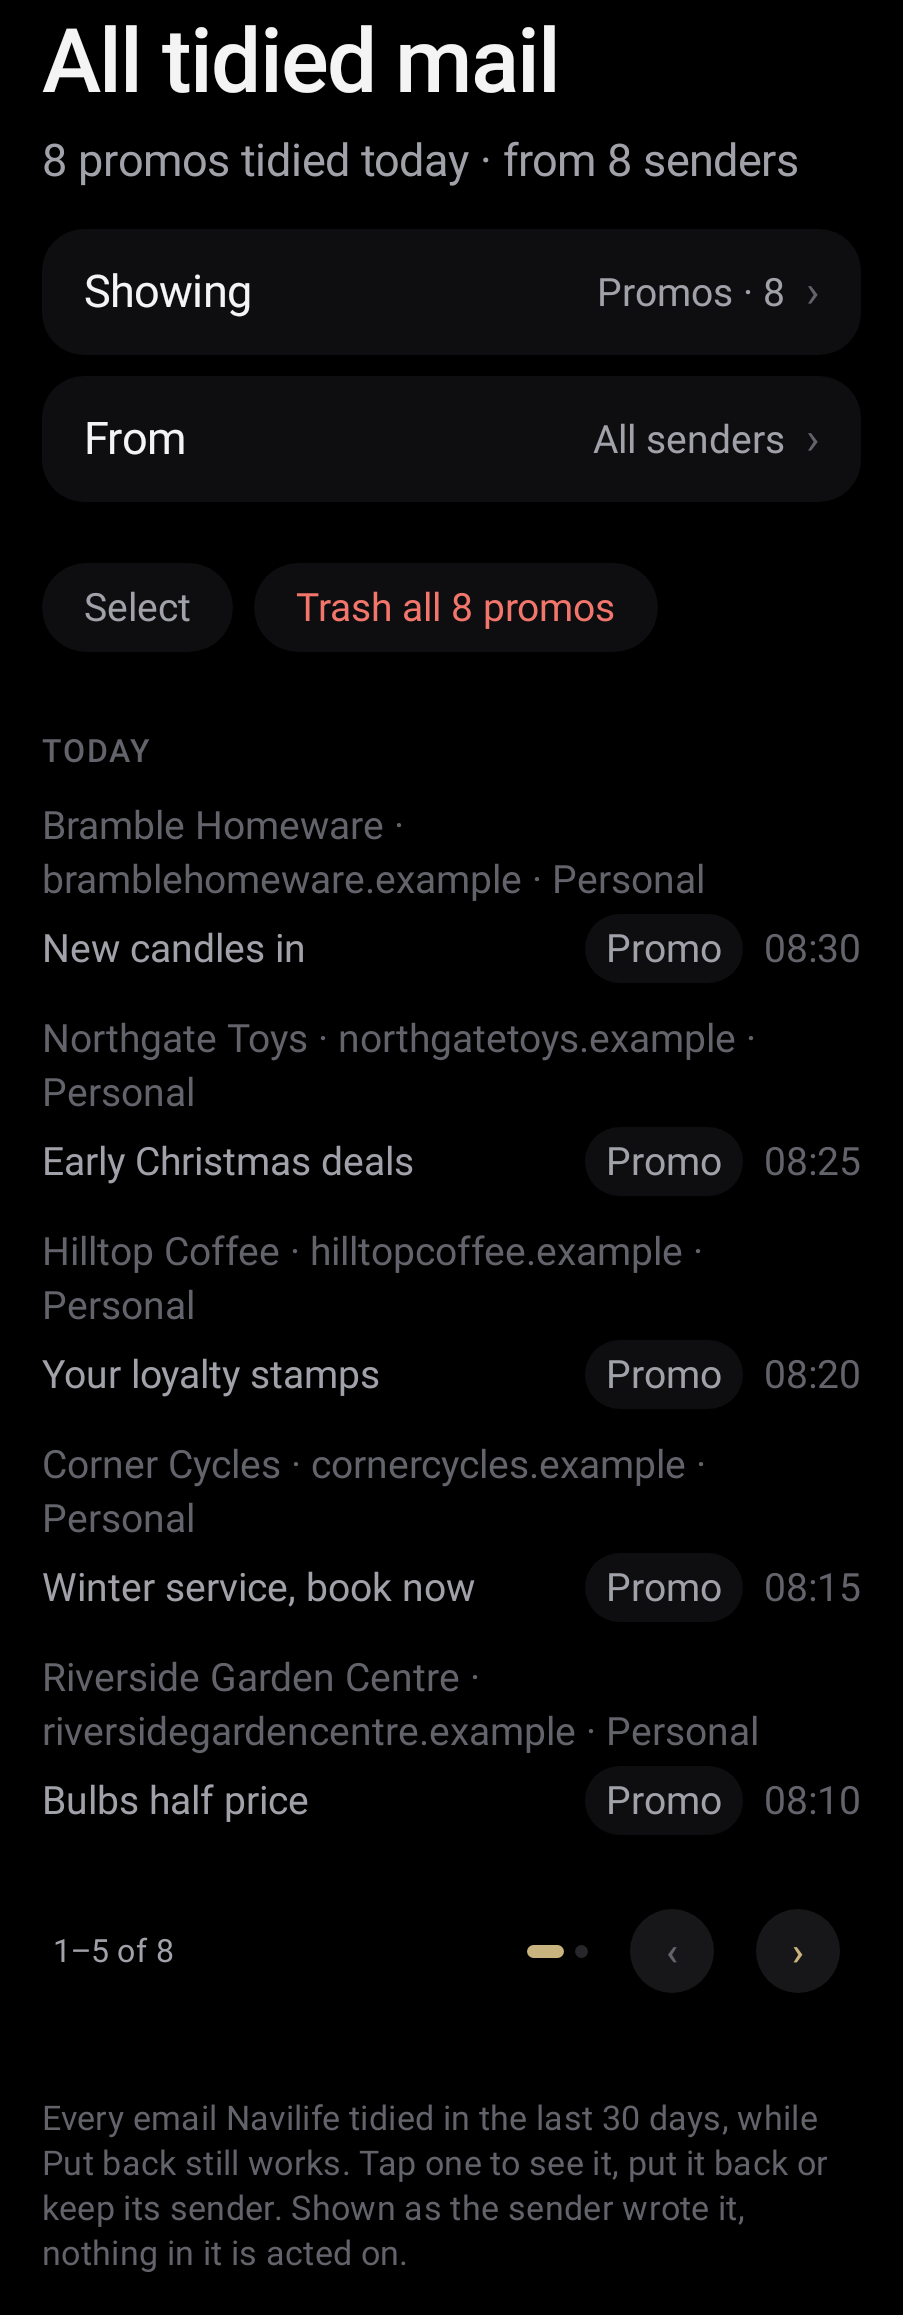 All tidied mail
8 promos tidied today · from 8 senders
Showing
Promos · 8 ›
From
All senders ›
Select
Trash all 8 promos
TODAY
Bramble Homeware ·
bramblehomeware.example · Personal
New candles in
Promo
08:30
Northgate Toys · northgatetoys.example ·
Personal
Early Christmas deals
Promo
08:25
Hilltop Coffee · hilltopcoffee.example ·
Personal
Your loyalty stamps
Promo
08:20
Corner Cycles · cornercycles.example ·
Personal
Winter service, book now
Promo
08:15
Riverside Garden Centre ·
riversidegardencentre.example · Personal
Bulbs half price
Promo
08:10
1–5 of 8
‹
›
Every email Navilife tidied in the last 30 days, while
Put back still works. Tap one to see it, put it back or
keep its sender. Shown as the sender wrote it,
nothing in it is acted on.